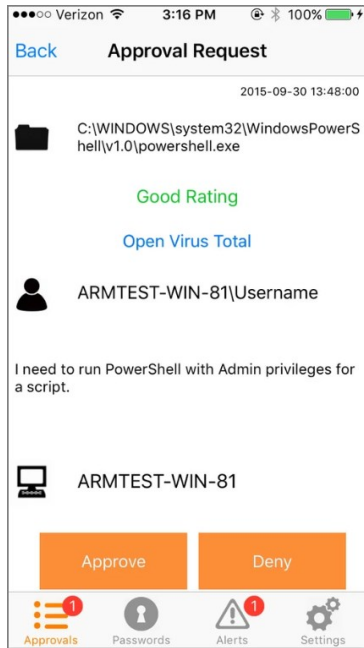 Verizon 3:16 PM 100%
Back Approval Request
2015-09-30 13:48:00
C:\WINDOWS\system32\WindowsPowerS
hell\v1.0\powershell.exe
Good Rating
Open Virus Total
ARMTEST-WIN-81\Username
I need to run PowerShell with Admin privileges for
a script.
ARMTEST-WIN-81
Approve Deny
1 1
Approvals Passwords Alerts Settings